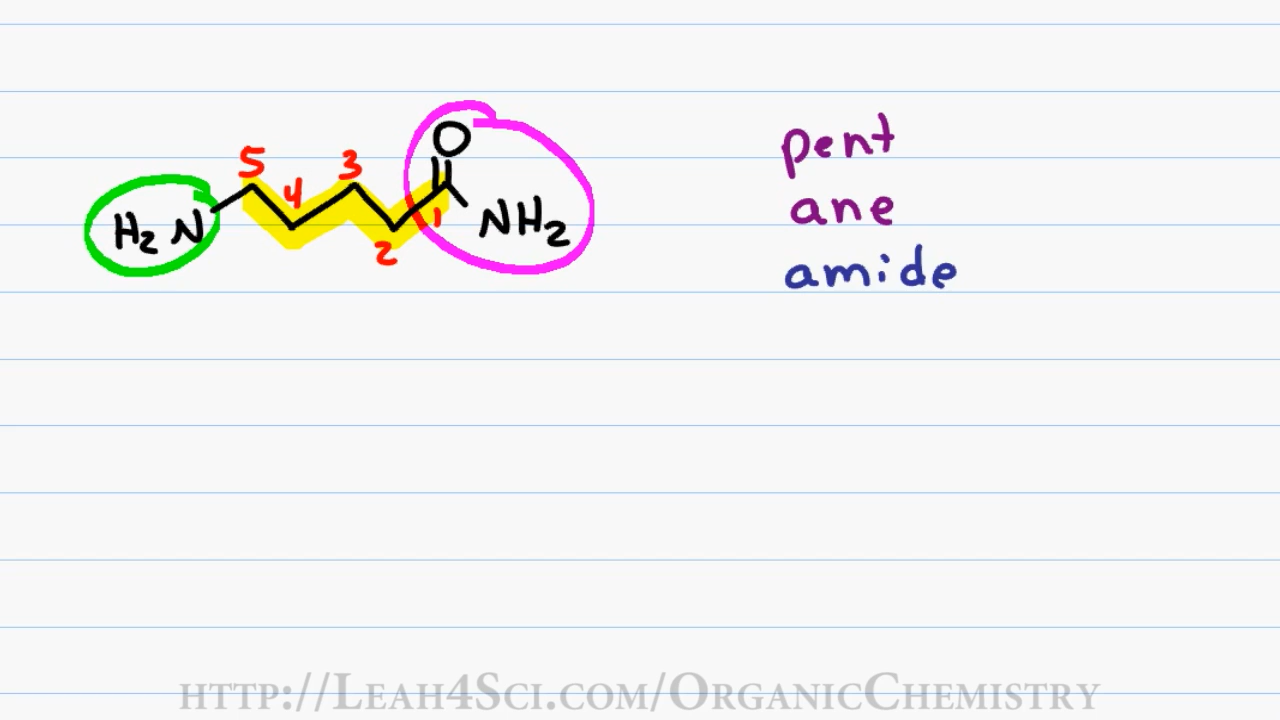 O
5 4 3 2 1
H2N NH2
pent
ane
amide
HTTP://LEAH4SCI.COM/ORGANICCHEMISTRY